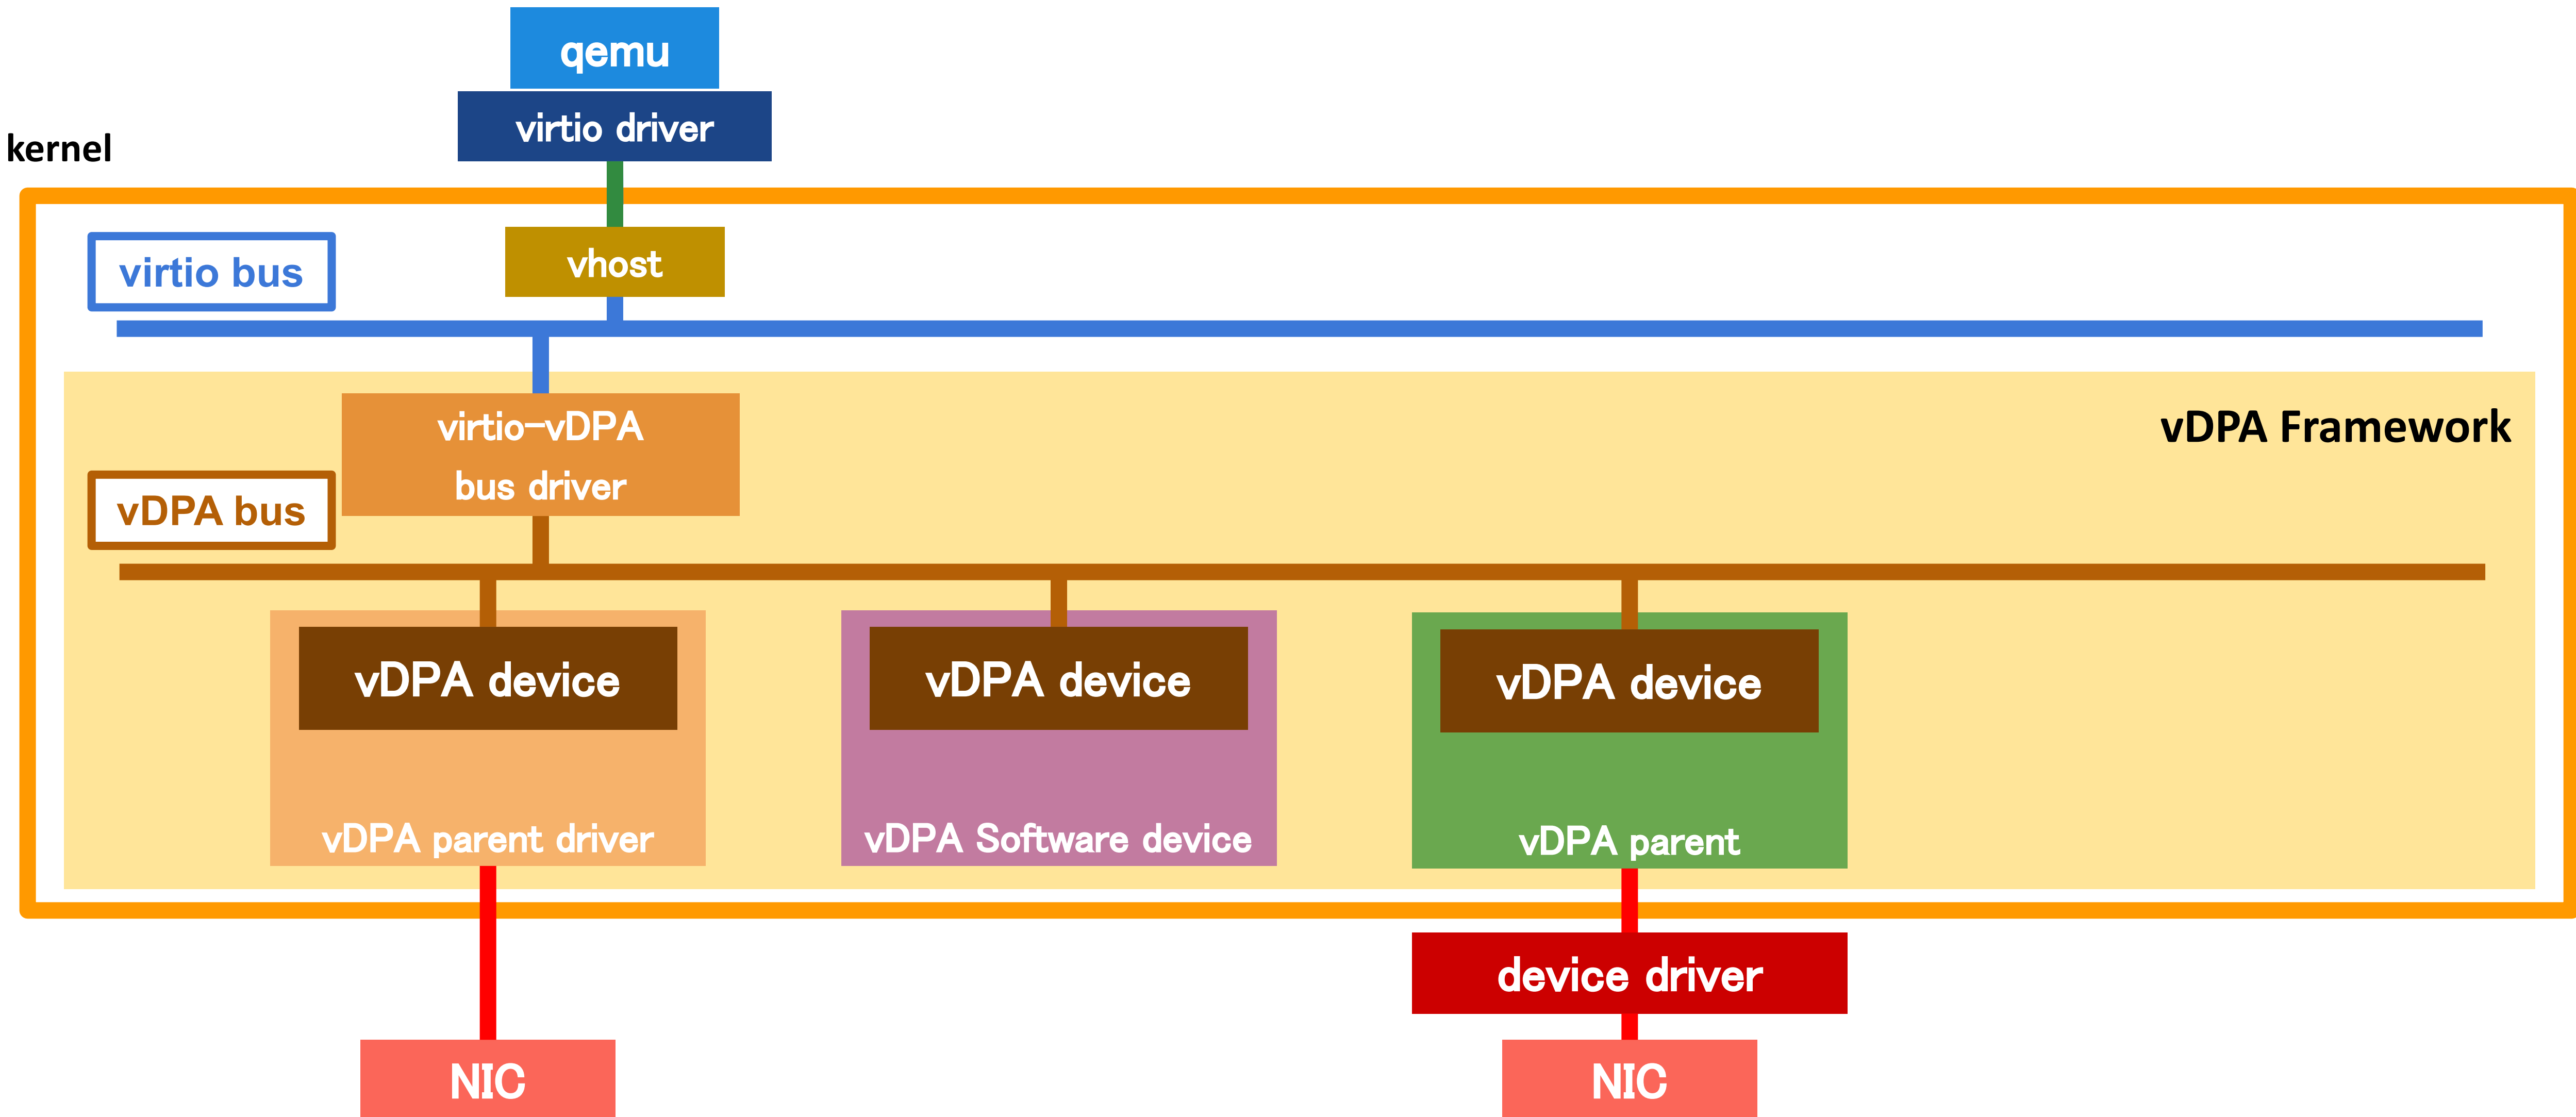 qemu
virtio driver
kernel
virtio bus
vhost
virtio-vDPA
bus driver
vDPA Framework
vDPA bus
vDPA device
vDPA device
vDPA device
vDPA parent driver
vDPA Software device
vDPA parent
device driver
NIC
NIC